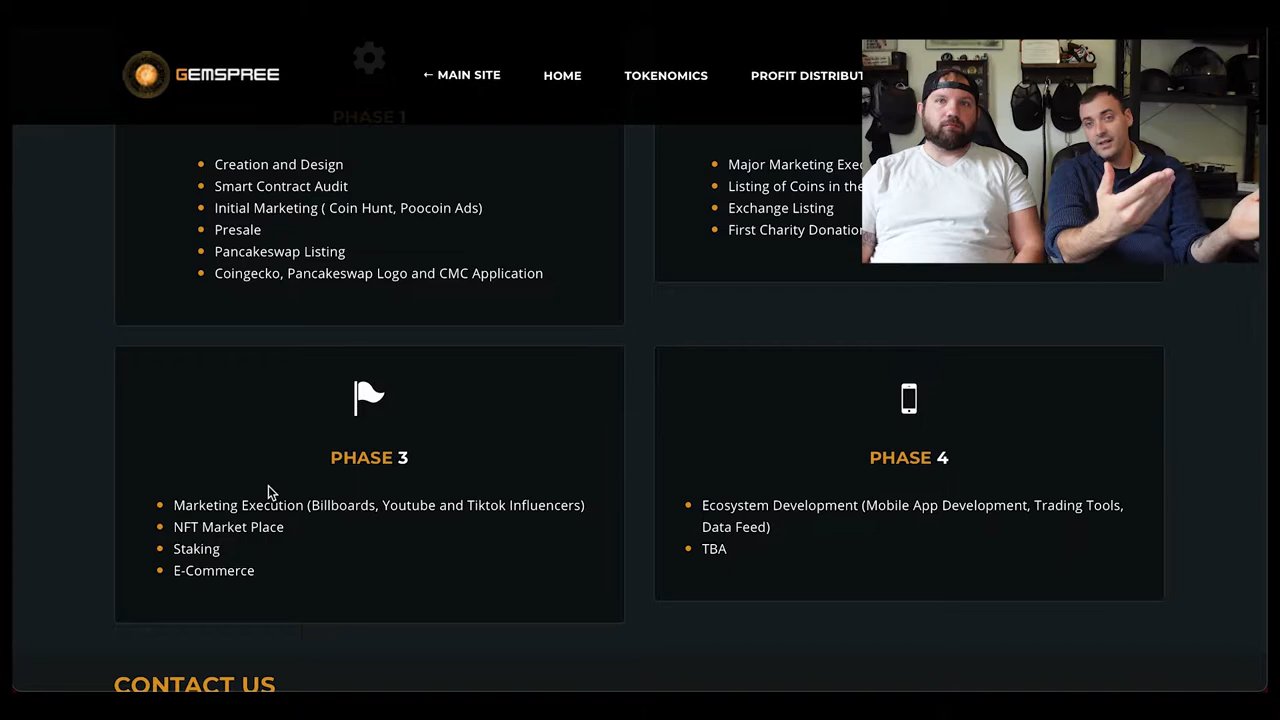 GEMSPREE
← MAIN SITE
HOME
TOKENOMICS
PROFIT DISTRIBUT
PHASE 1
Creation and Design
Smart Contract Audit
Initial Marketing ( Coin Hunt, Poocoin Ads)
Presale
Pancakeswap Listing
Coingecko, Pancakeswap Logo and CMC Application
Major Marketing Exec
Listing of Coins in the
Exchange Listing
First Charity Donation
PHASE 3
Marketing Execution (Billboards, Youtube and Tiktok Influencers)
NFT Market Place
Staking
E-Commerce
PHASE 4
Ecosystem Development (Mobile App Development, Trading Tools,
Data Feed)
TBA
CONTACT US